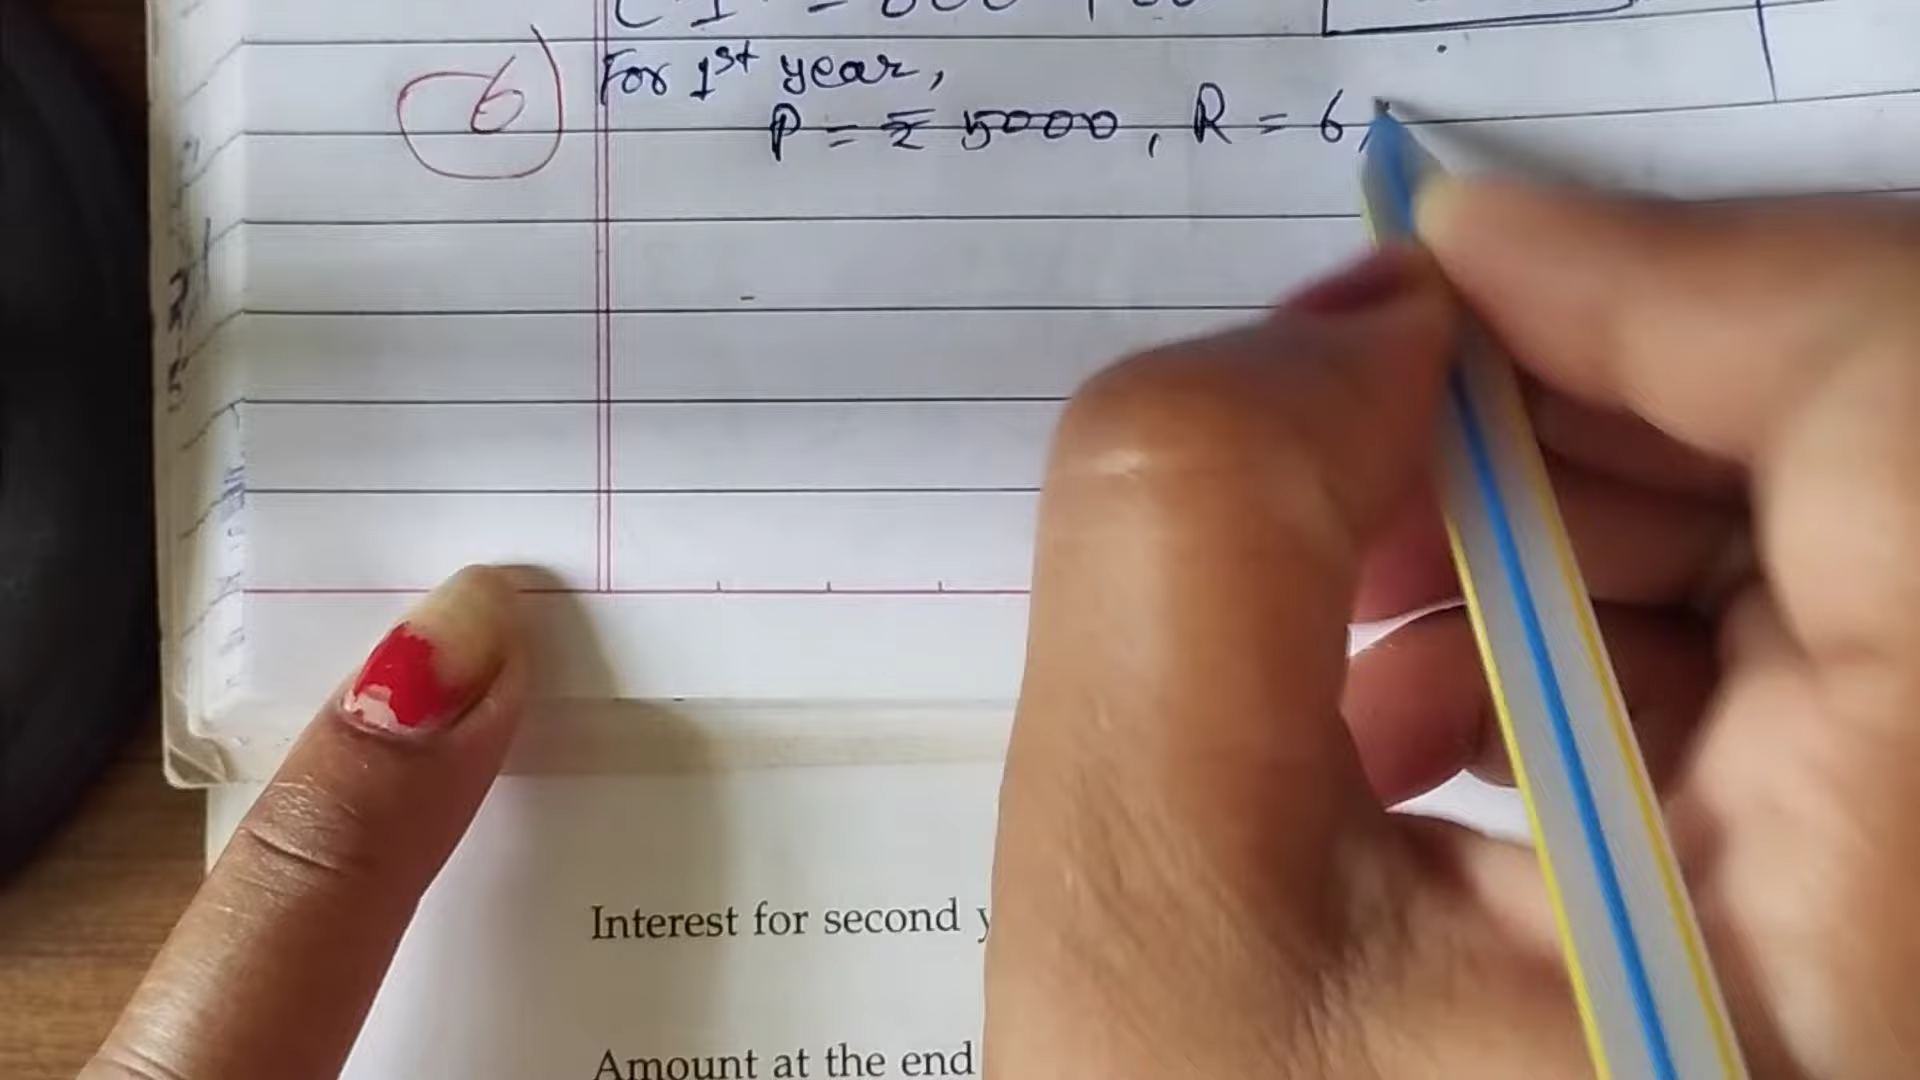 For 1st year,
6) P = ₹ 5000, R = 6
Interest for second y
Amount at the end